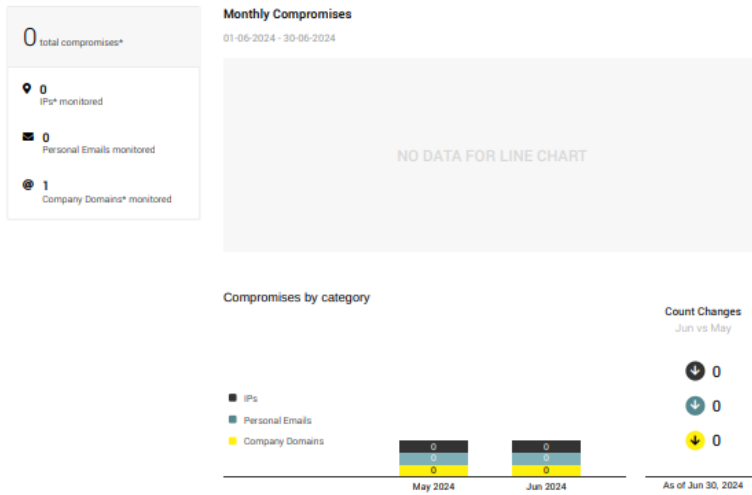 0 total compromises*
0
IPs* monitored
0
Personal Emails monitored
@ 1
Company Domains* monitored
Monthly Compromises
01-06-2024 - 30-06-2024
NO DATA FOR LINE CHART
Compromises by category
IPs
Personal Emails
Company Domains
0 0
0 0
0 0
May 2024 Jun 2024
Count Changes
Jun vs May
0
0
0
As of Jun 30, 2024